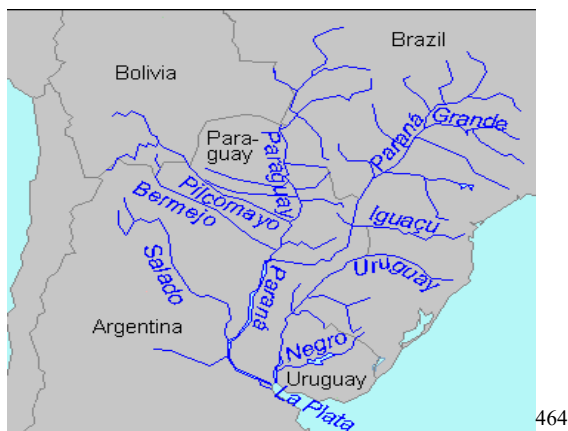 Brazil
Bolivia
Grande
Paraná
Para-
guay
Paraguay
Pilcomayo
Bermejo
Iguaçu
Salado
Uruguay
Paraná
Argentina
Negro
Uruguay
La Plata
464